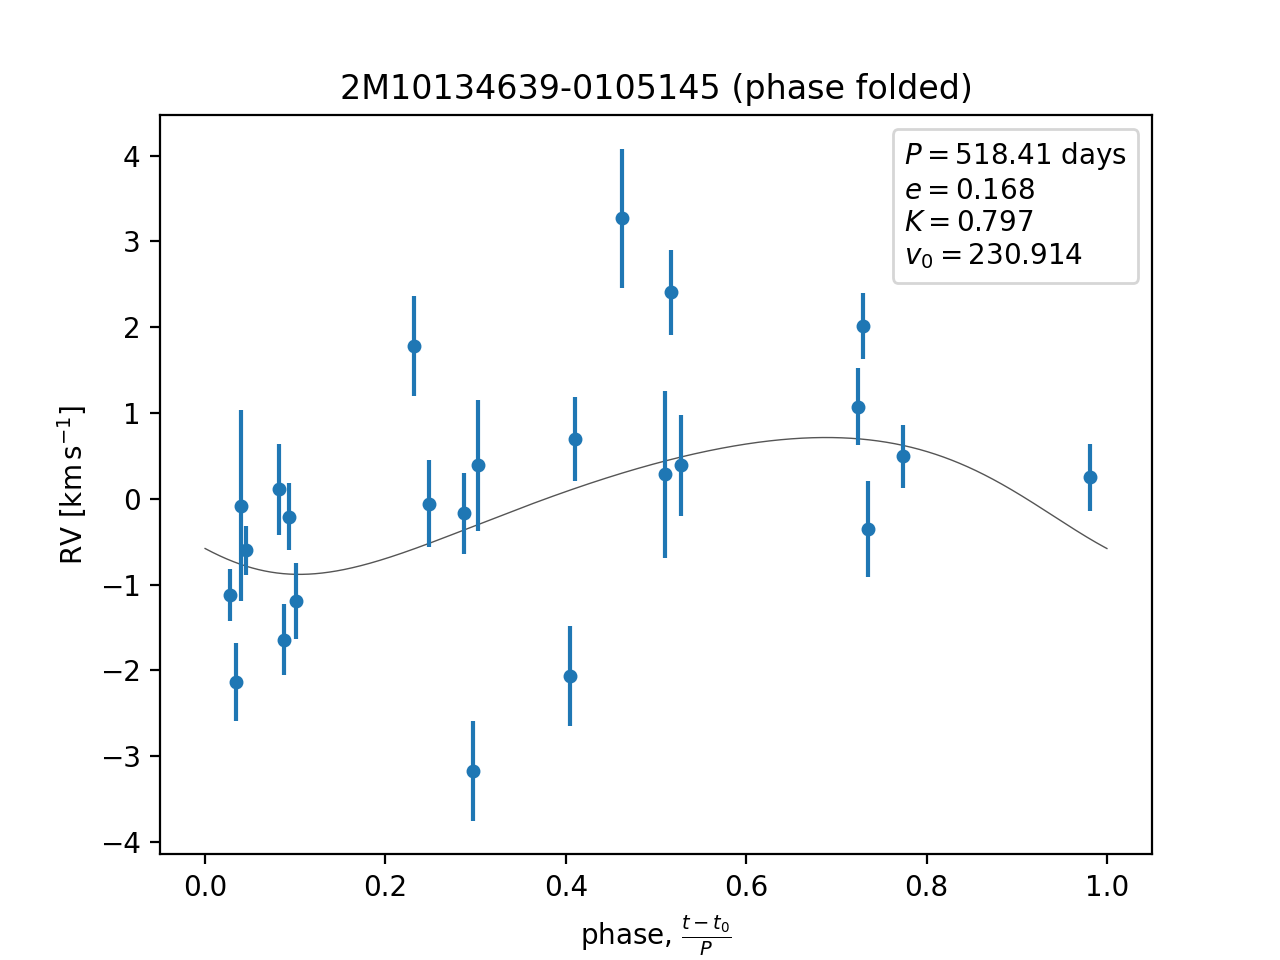 2M10134639-0105145 (phase folded)
P = 518.41 days
e = 0.168
K = 0.797
v₀ = 230.914
RV [km s⁻¹]
4
3
2
1
0
−1
−2
−3
−4
0.0 0.2 0.4 0.6 0.8 1.0
phase, (t − t₀)/P